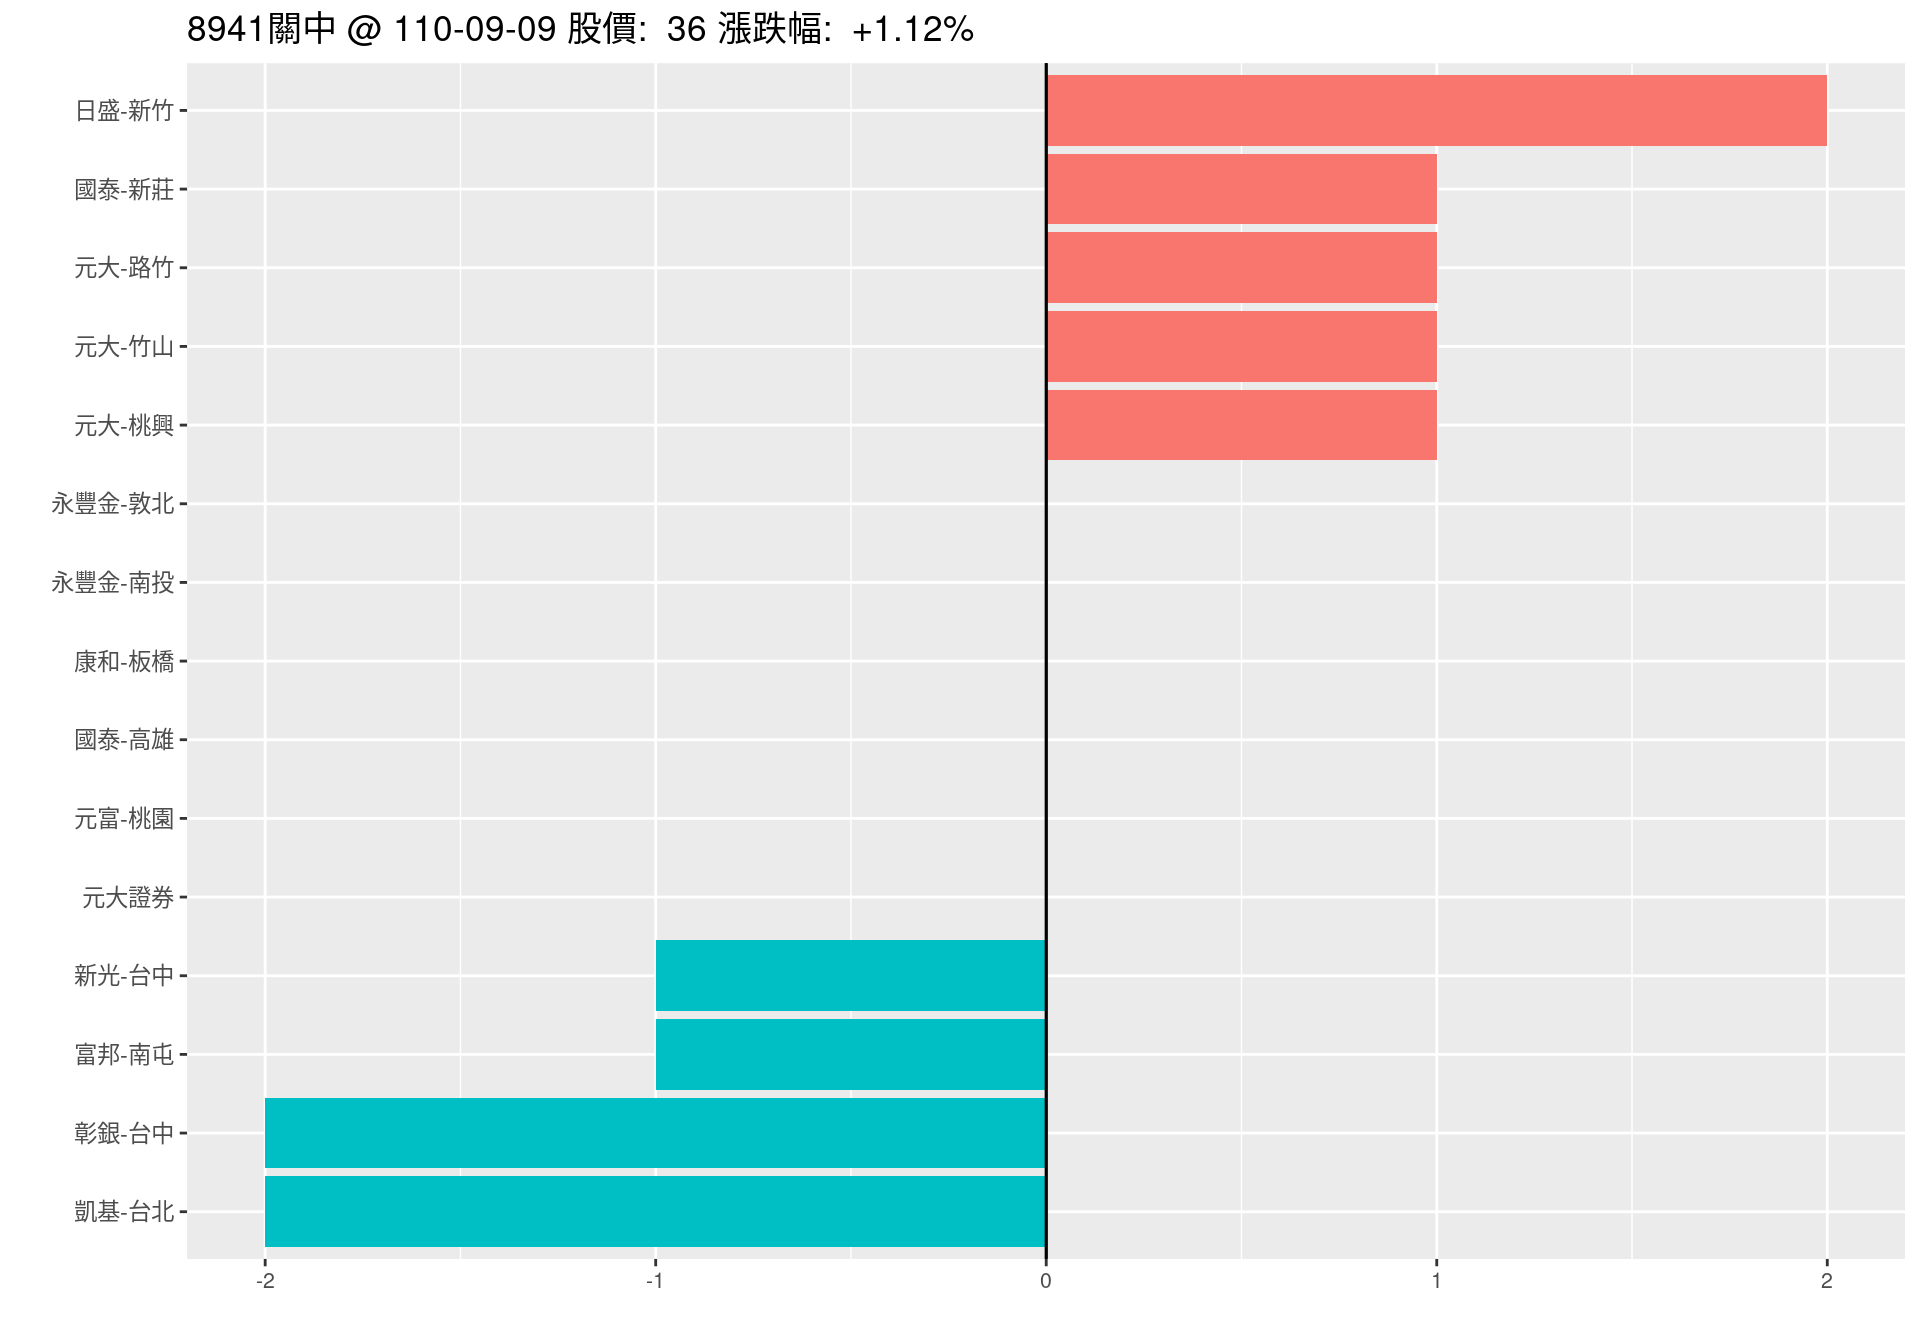 8941關中 @ 110-09-09 股價: 36 漲跌幅: +1.12%
日盛-新竹
國泰-新莊
元大-路竹
元大-竹山
元大-桃興
永豐金-敦北
永豐金-南投
康和-板橋
國泰-高雄
元富-桃園
元大證券
新光-台中
富邦-南屯
彰銀-台中
凱基-台北
-2 -1 0 1 2